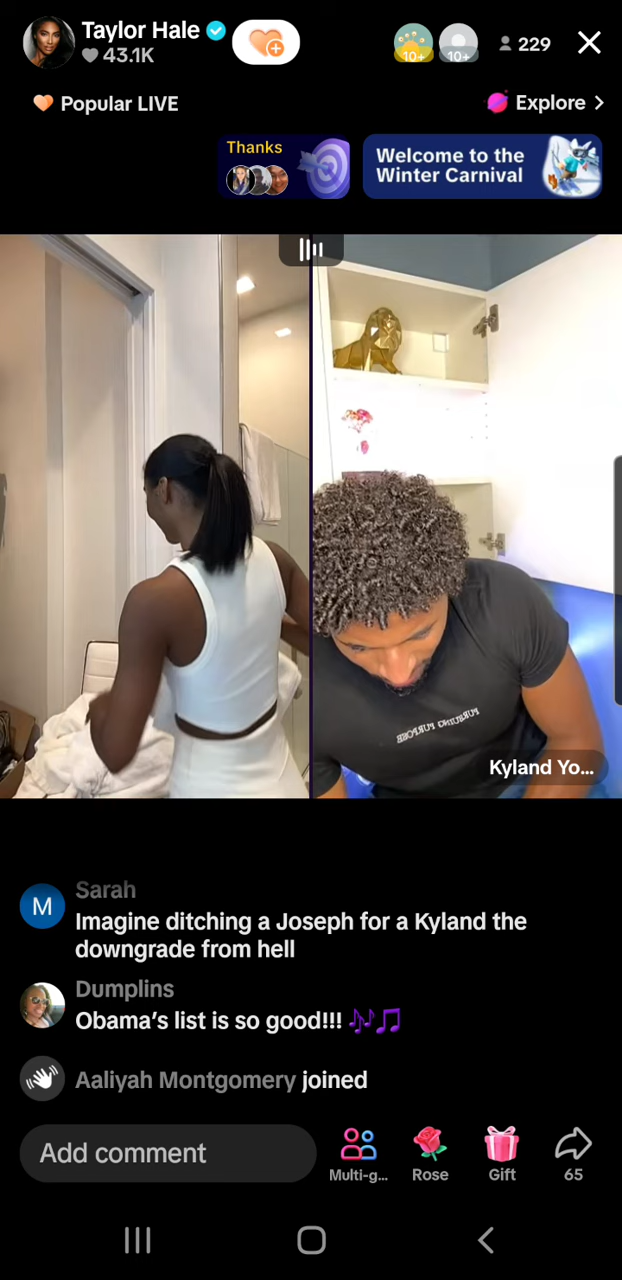 Taylor Hale
43.1K
10+
10+
229
Popular LIVE
Explore
Thanks
Welcome to the
Winter Carnival
PURSUING PURPOSE
Kyland Yo...
Sarah
M
Imagine ditching a Joseph for a Kyland the
downgrade from hell
Dumplins
Obama's list is so good!!! 🎶🎵
Aaliyah Montgomery joined
Add comment
Multi-g...
Rose
Gift
65